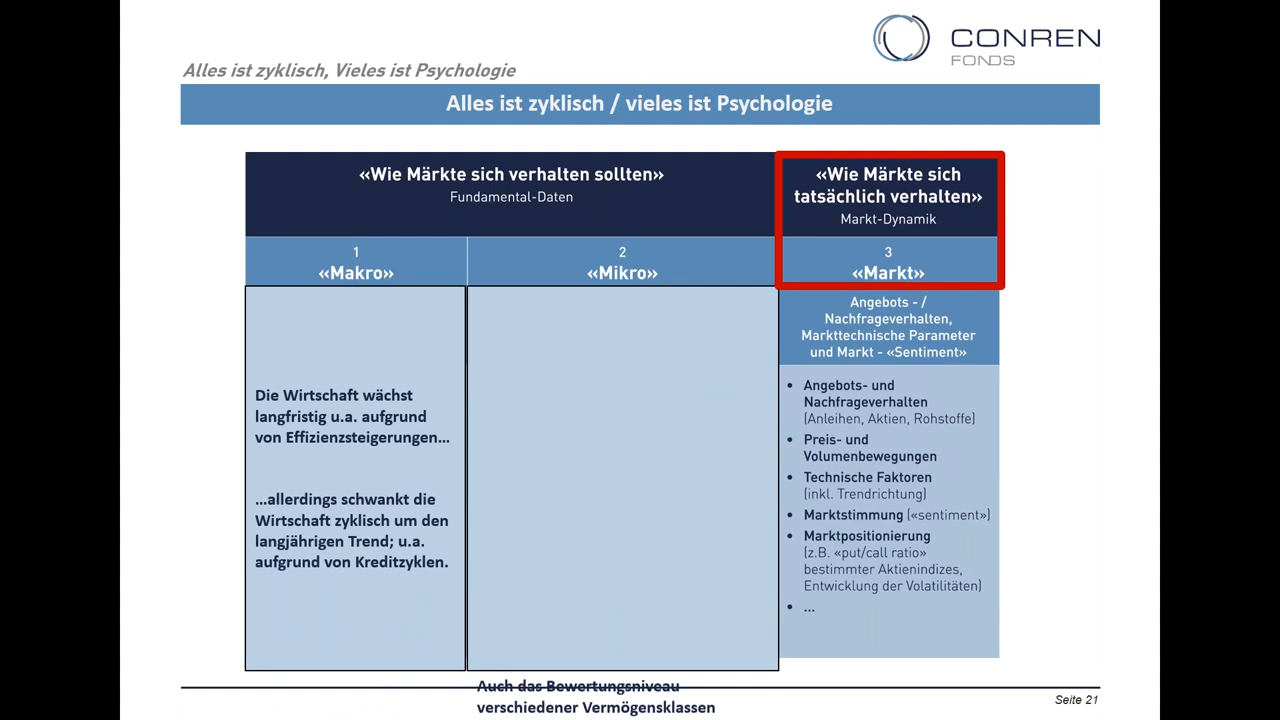 CONREN
FONDS
Alles ist zyklisch, Vieles ist Psychologie
Alles ist zyklisch / vieles ist Psychologie
«Wie Märkte sich verhalten sollten»
Fundamental-Daten
«Wie Märkte sich
tatsächlich verhalten»
Markt-Dynamik
1
«Makro»
2
«Mikro»
3
«Markt»
Die Wirtschaft wächst
langfristig u.a. aufgrund
von Effizienzsteigerungen…
…allerdings schwankt die
Wirtschaft zyklisch um den
langjährigen Trend; u.a.
aufgrund von Kreditzyklen.
Angebots - /
Nachfrageverhalten,
Markttechnische Parameter
und Markt - «Sentiment»
• Angebots- und
Nachfrageverhalten
(Anleihen, Aktien, Rohstoffe)
• Preis- und
Volumenbewegungen
• Technische Faktoren
(inkl. Trendrichtung)
• Marktstimmung («sentiment»)
• Marktpositionierung
(z.B. «put/call ratio»
bestimmter Aktienindizes,
Entwicklung der Volatilitäten)
• ...
Auch das Bewertungsniveau
verschiedener Vermögensklassen
Seite 21